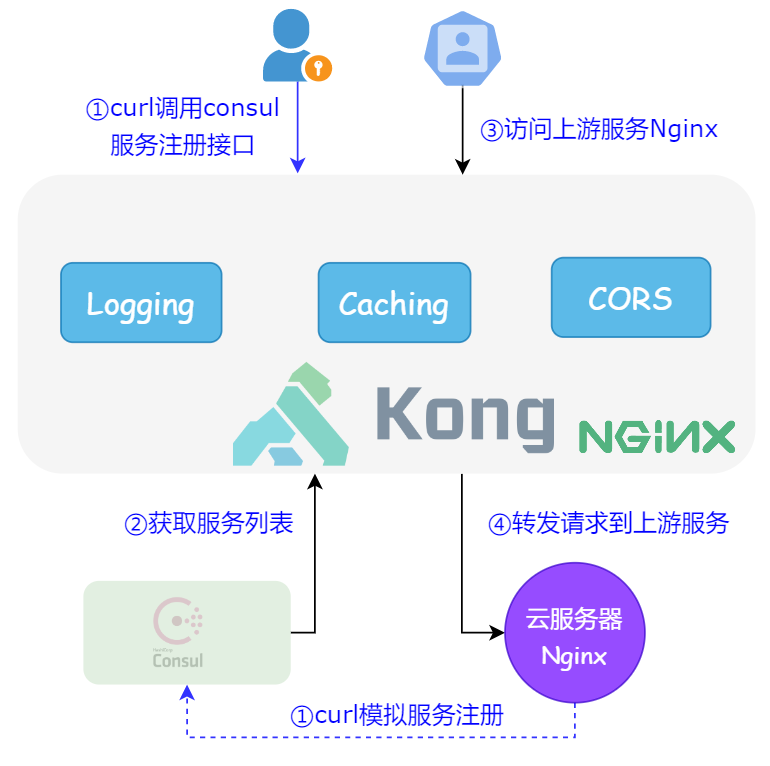 ①curl调用consul
服务注册接口
③访问上游服务Nginx
Logging
Caching
CORS
Kong
NGINX
②获取服务列表
④转发请求到上游服务
HashiCorp
Consul
云服务器
Nginx
①curl模拟服务注册